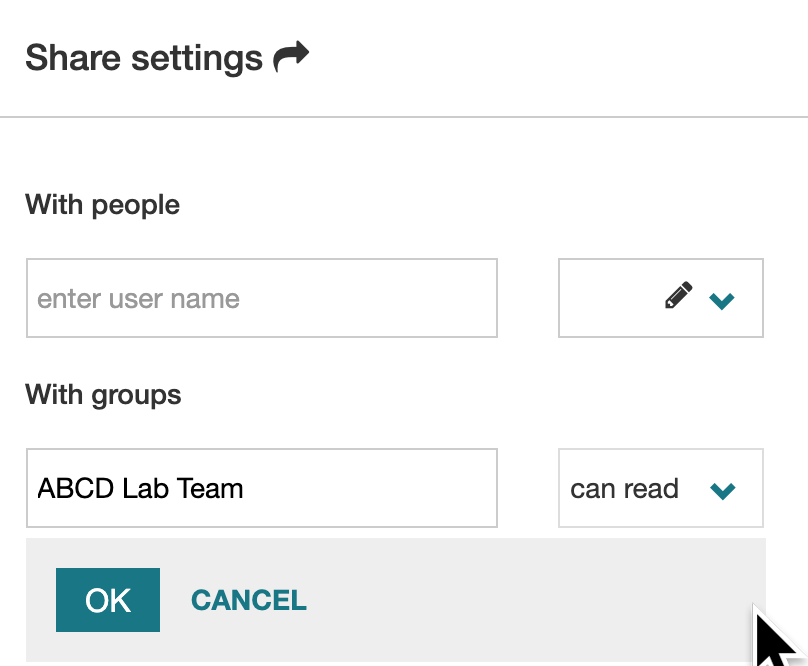 Share settings
With people
enter user name
With groups
ABCD Lab Team can read
OK CANCEL